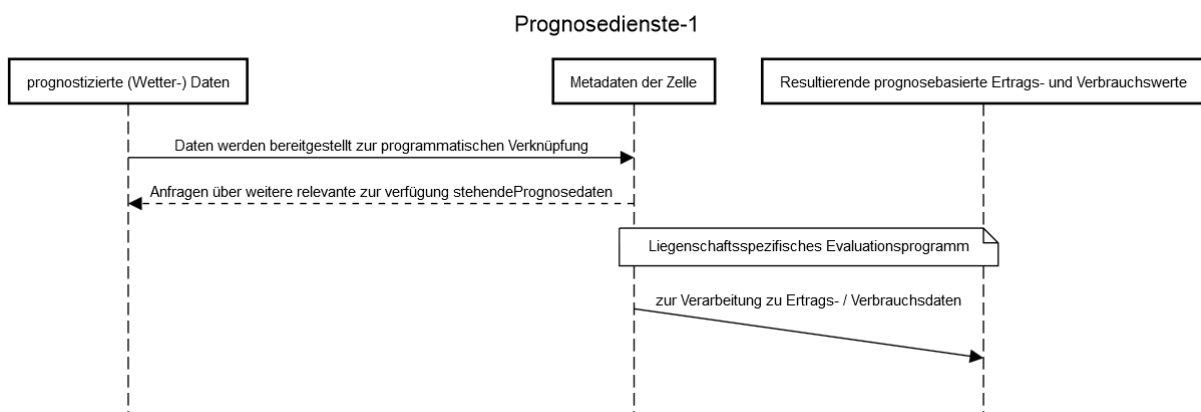 Prognosedienste-1
prognostizierte (Wetter-) Daten
Metadaten der Zelle
Resultierende prognosebasierte Ertrags- und Verbrauchswerte
Daten werden bereitgestellt zur programmatischen Verknüpfung
Anfragen über weitere relevante zur verfügung stehendePrognosedaten
Liegenschaftsspezifisches Evaluationsprogramm
zur Verarbeitung zu Ertrags- / Verbrauchsdaten